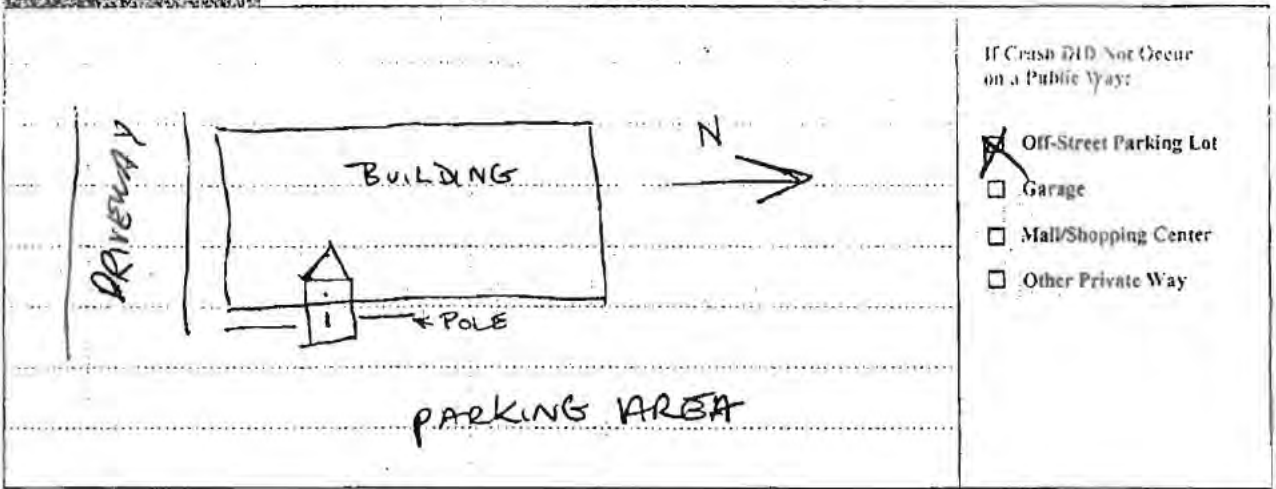 If Crash DID Not Occur
on a Public Way:
N
BUILDING
DRIVEWAY
Off-Street Parking Lot
Garage
Mall/Shopping Center
Other Private Way
1
POLE
PARKING AREA